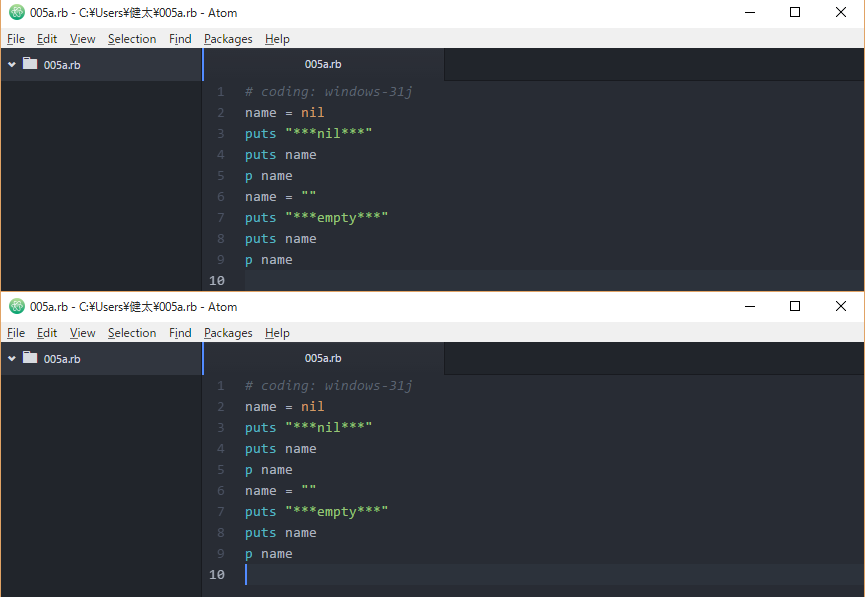 005a.rb - C:¥Users¥健太¥005a.rb - Atom
File Edit View Selection Find Packages Help
005a.rb
005a.rb
1 # coding: windows-31j
2 name = nil
3 puts "***nil***"
4 puts name
5 p name
6 name = ""
7 puts "***empty***"
8 puts name
9 p name
10
005a.rb - C:¥Users¥健太¥005a.rb - Atom
File Edit View Selection Find Packages Help
005a.rb
005a.rb
1 # coding: windows-31j
2 name = nil
3 puts "***nil***"
4 puts name
5 p name
6 name = ""
7 puts "***empty***"
8 puts name
9 p name
10